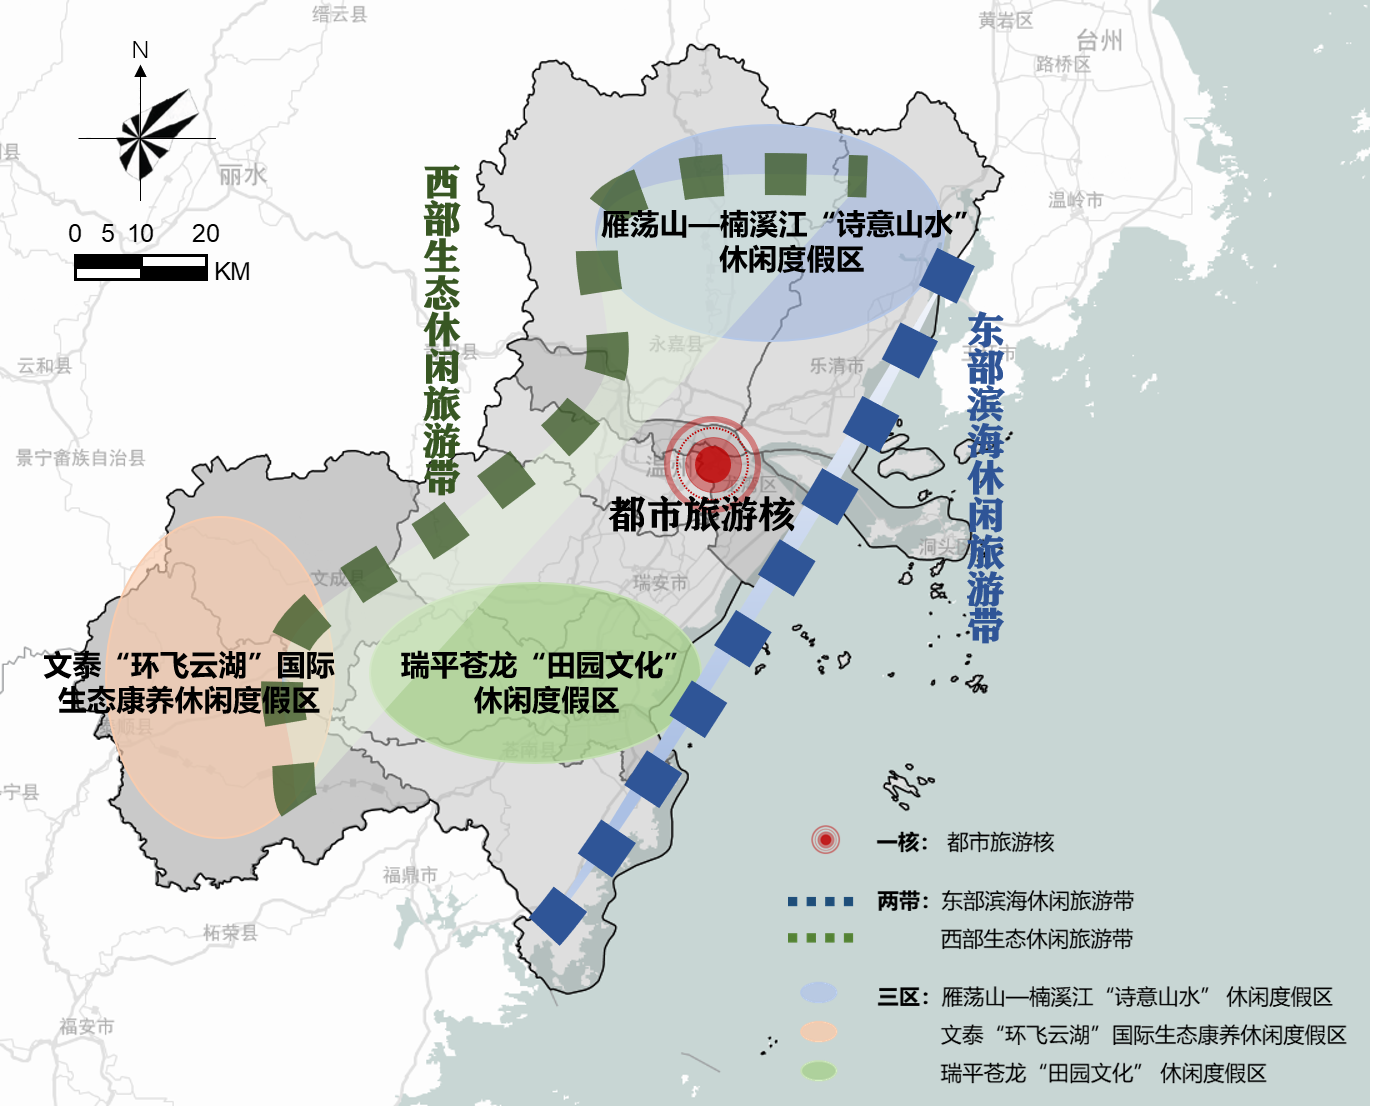 缙云县
黄岩区
台州
路桥区
N
丽水
温岭市
0 5 10 20
KM
西部生态休闲旅游带
雁荡山—楠溪江“诗意山水”
休闲度假区
东部滨海休闲旅游带
云和县
永嘉县
乐清市
景宁畲族自治县
都市旅游核
洞头
文成
瑞安市
文泰“环飞云湖”国际
生态康养休闲度假区
瑞平苍龙“田园文化”
休闲度假区
顺县
苍南县
宁县
福鼎市
柘荣县
福安市
一核： 都市旅游核
两带： 东部滨海休闲旅游带
西部生态休闲旅游带
三区： 雁荡山—楠溪江“诗意山水” 休闲度假区
文泰“环飞云湖”国际生态康养休闲度假区
瑞平苍龙“田园文化” 休闲度假区